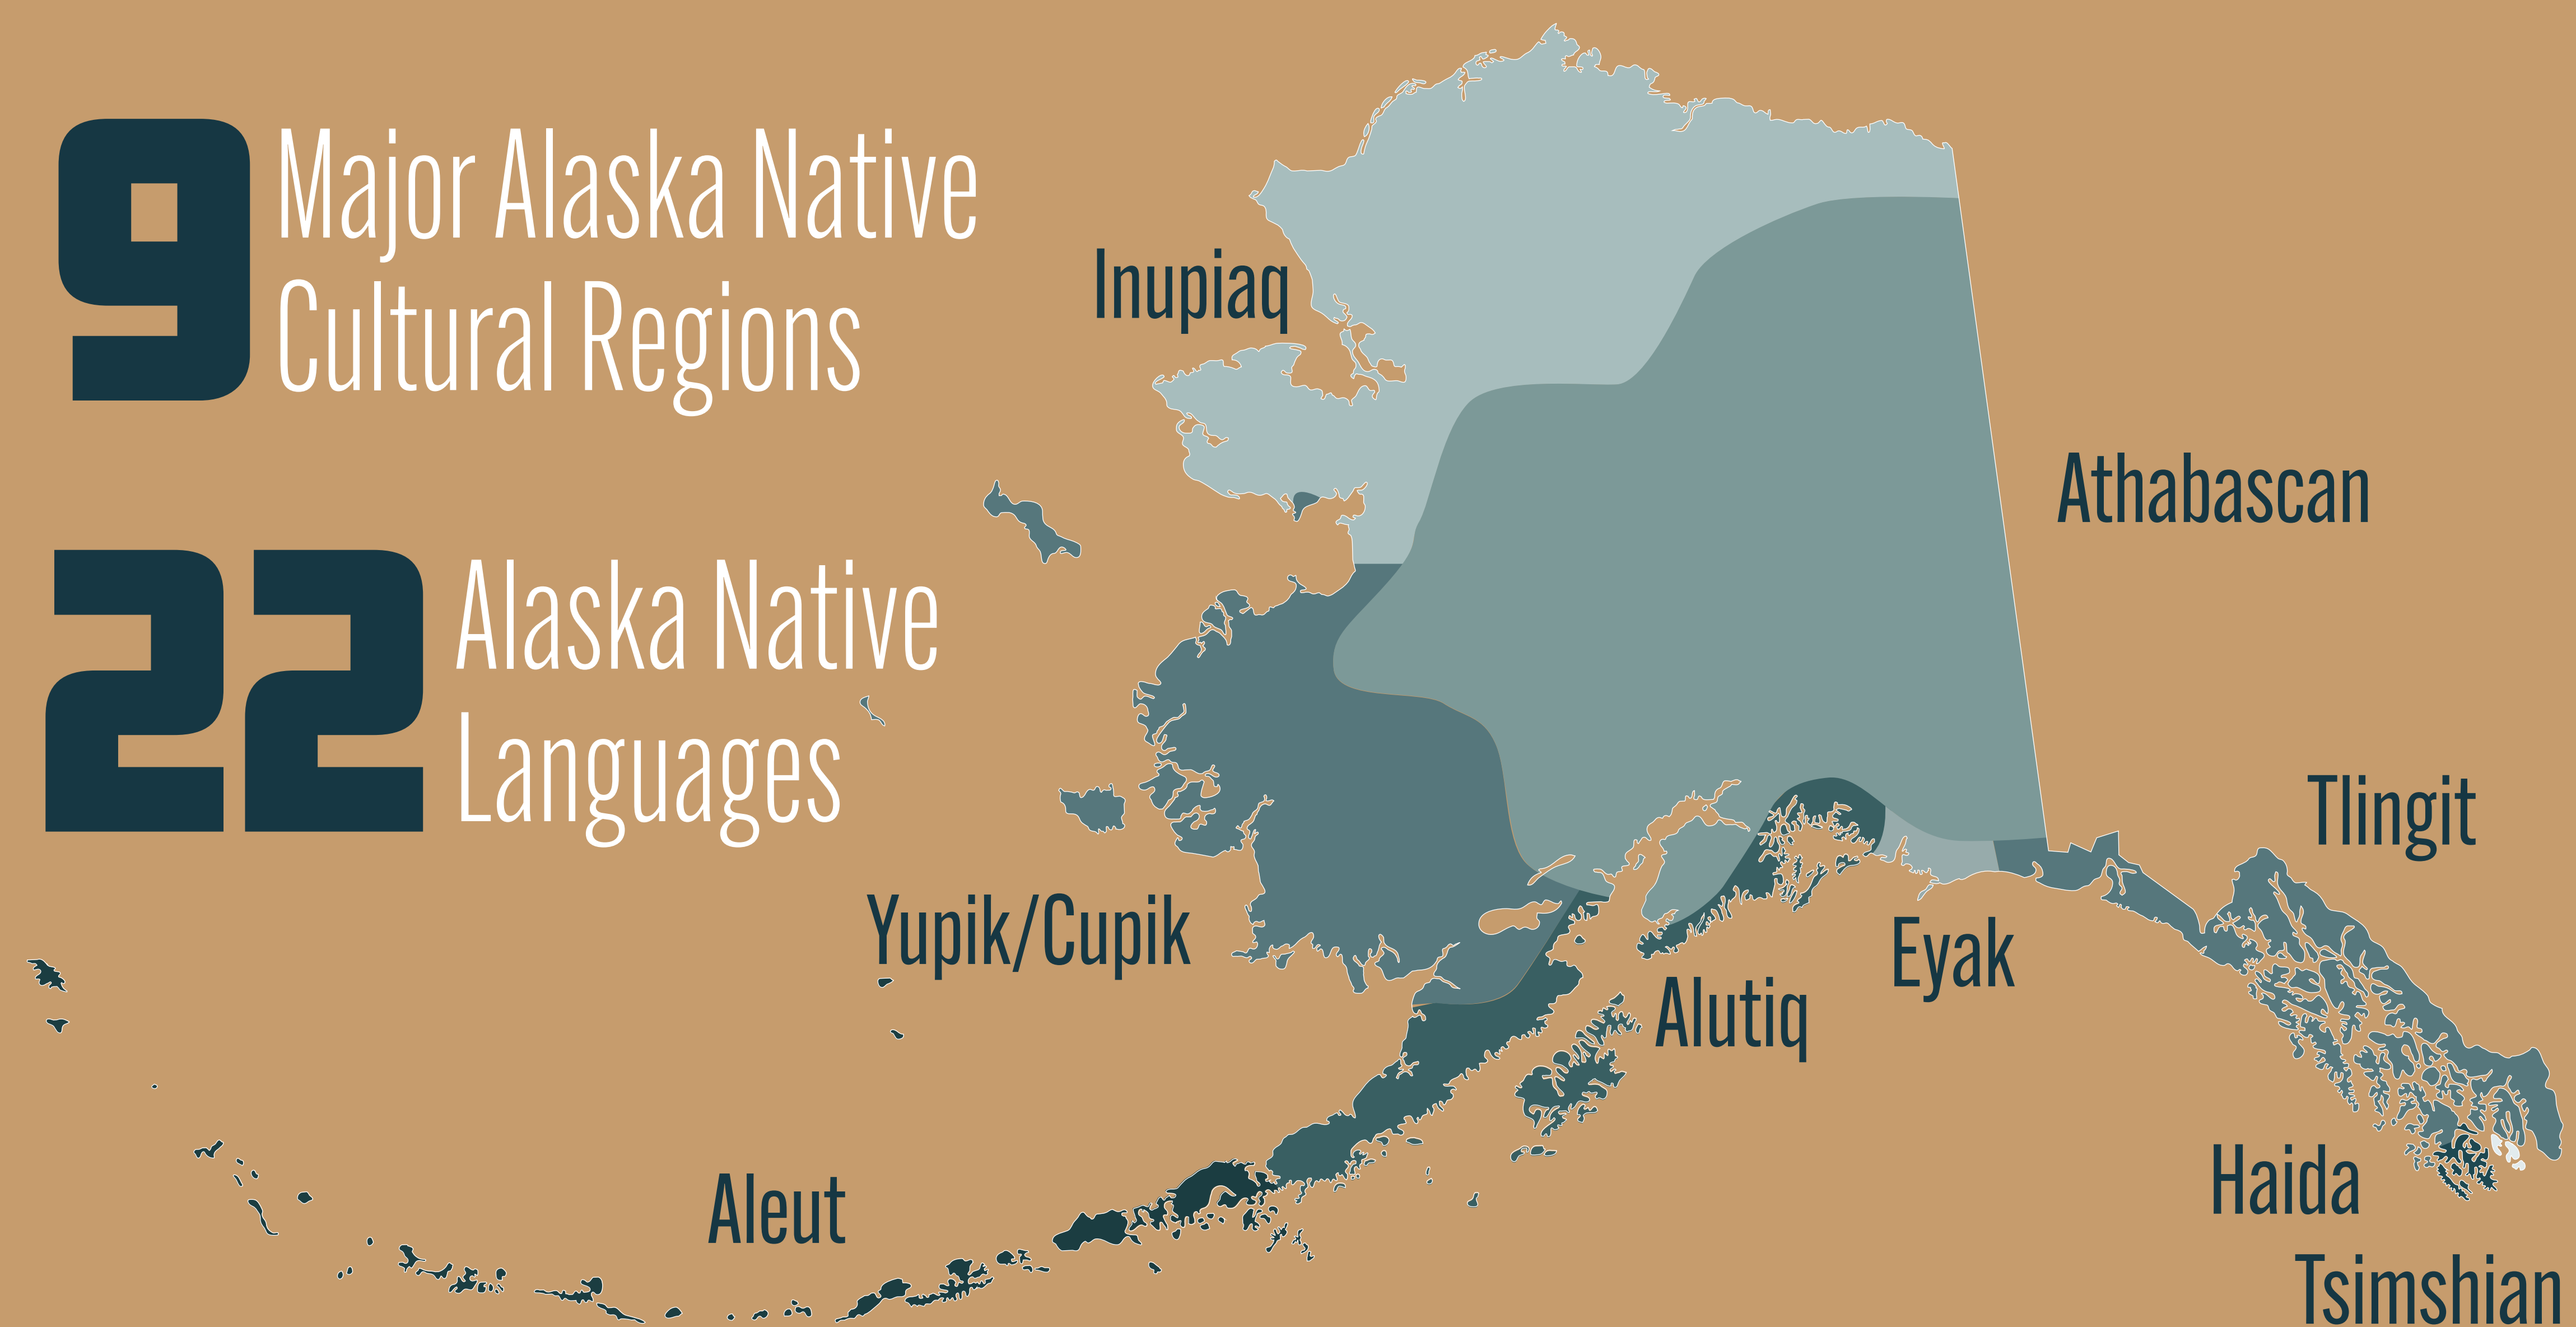 9 Major Alaska Native
Cultural Regions
22 Alaska Native
Languages
Inupiaq
Athabascan
Tlingit
Yupik/Cupik
Eyak
Alutiq
Haida
Aleut
Tsimshian